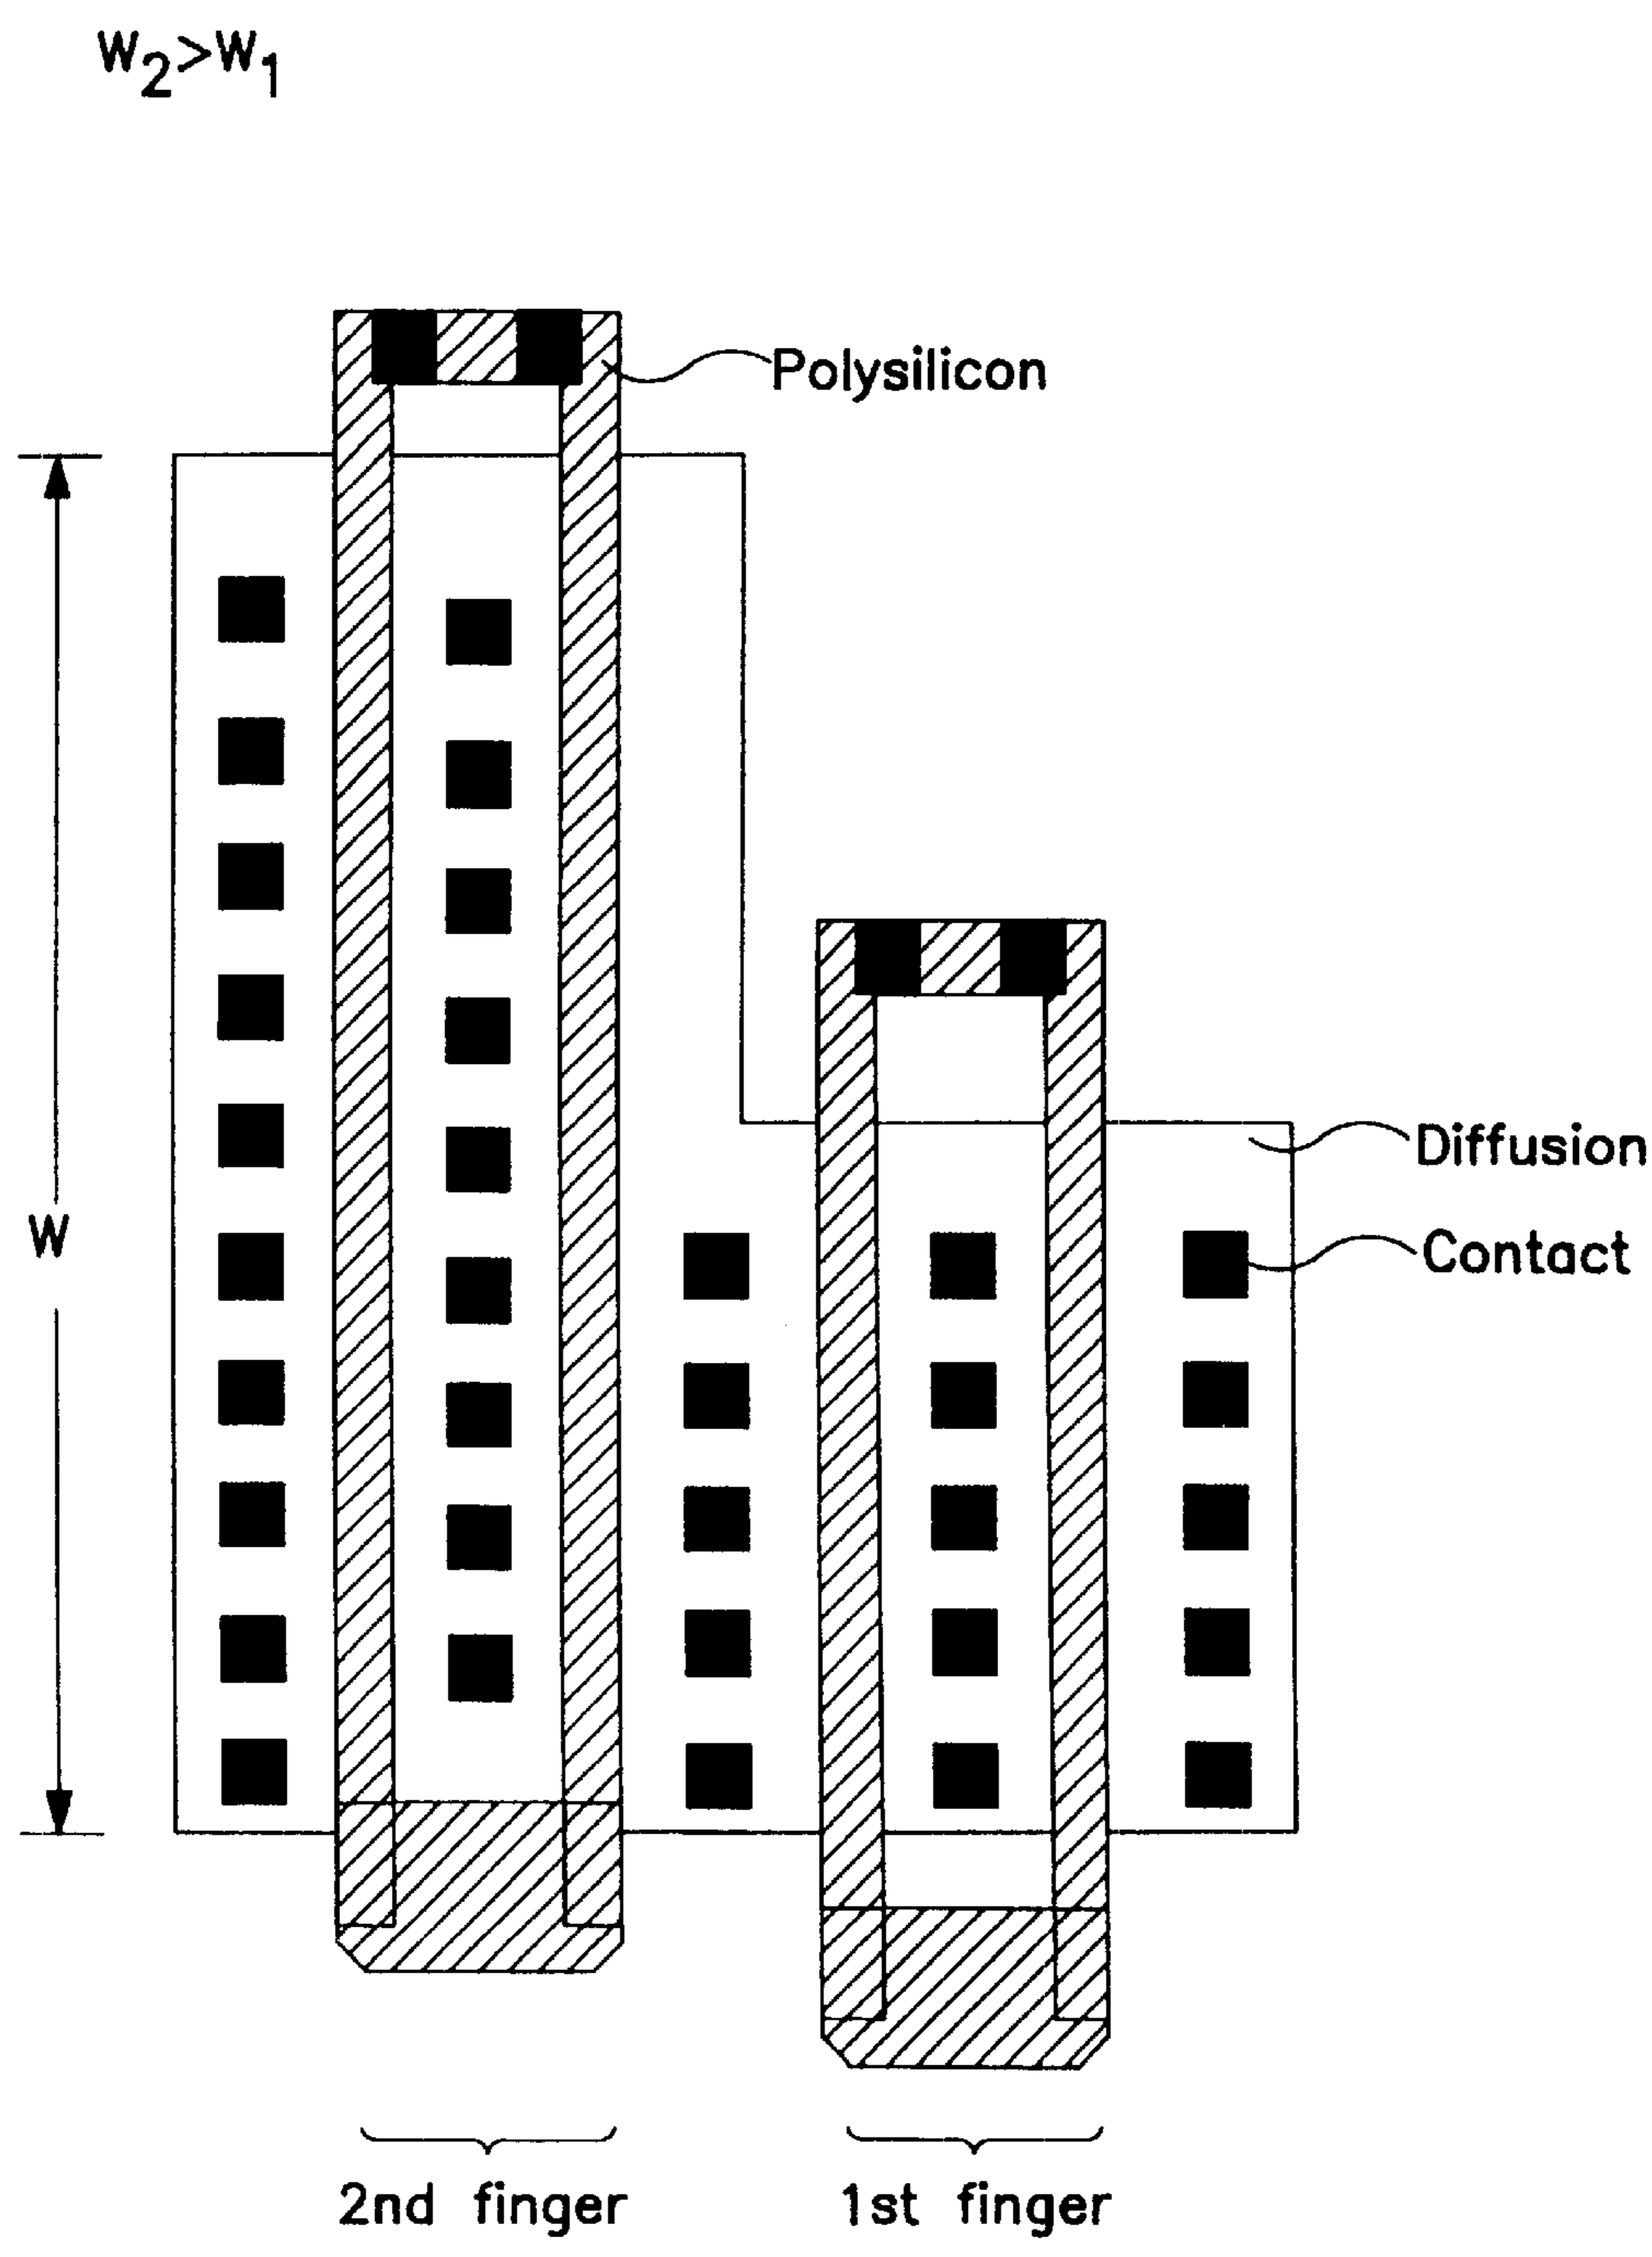 W2>W1
Polysilicon
Diffusion
W
Contact
2nd finger
1st finger